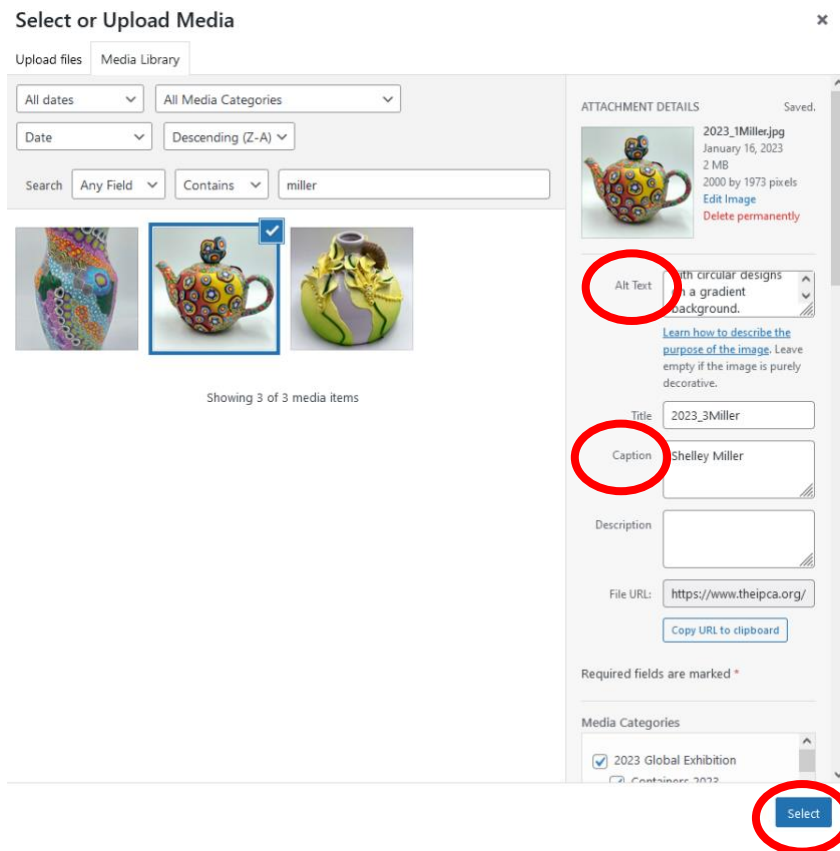 Select or Upload Media
×
Upload files Media Library
All dates All Media Categories
Date Descending (Z-A)
Search Any Field Contains miller
Showing 3 of 3 media items
ATTACHMENT DETAILS Saved.
2023_1Miller.jpg
January 16, 2023
2 MB
2000 by 1973 pixels
Edit Image
Delete permanently
Alt Text
with circular designs
a gradient
background.
Learn how to describe the
purpose of the image. Leave
empty if the image is purely
decorative.
Title 2023_3Miller
Caption Shelley Miller
Description
File URL: https://www.theipca.org/
Copy URL to clipboard
Required fields are marked *
Media Categories
2023 Global Exhibition
Containers 2023
Select